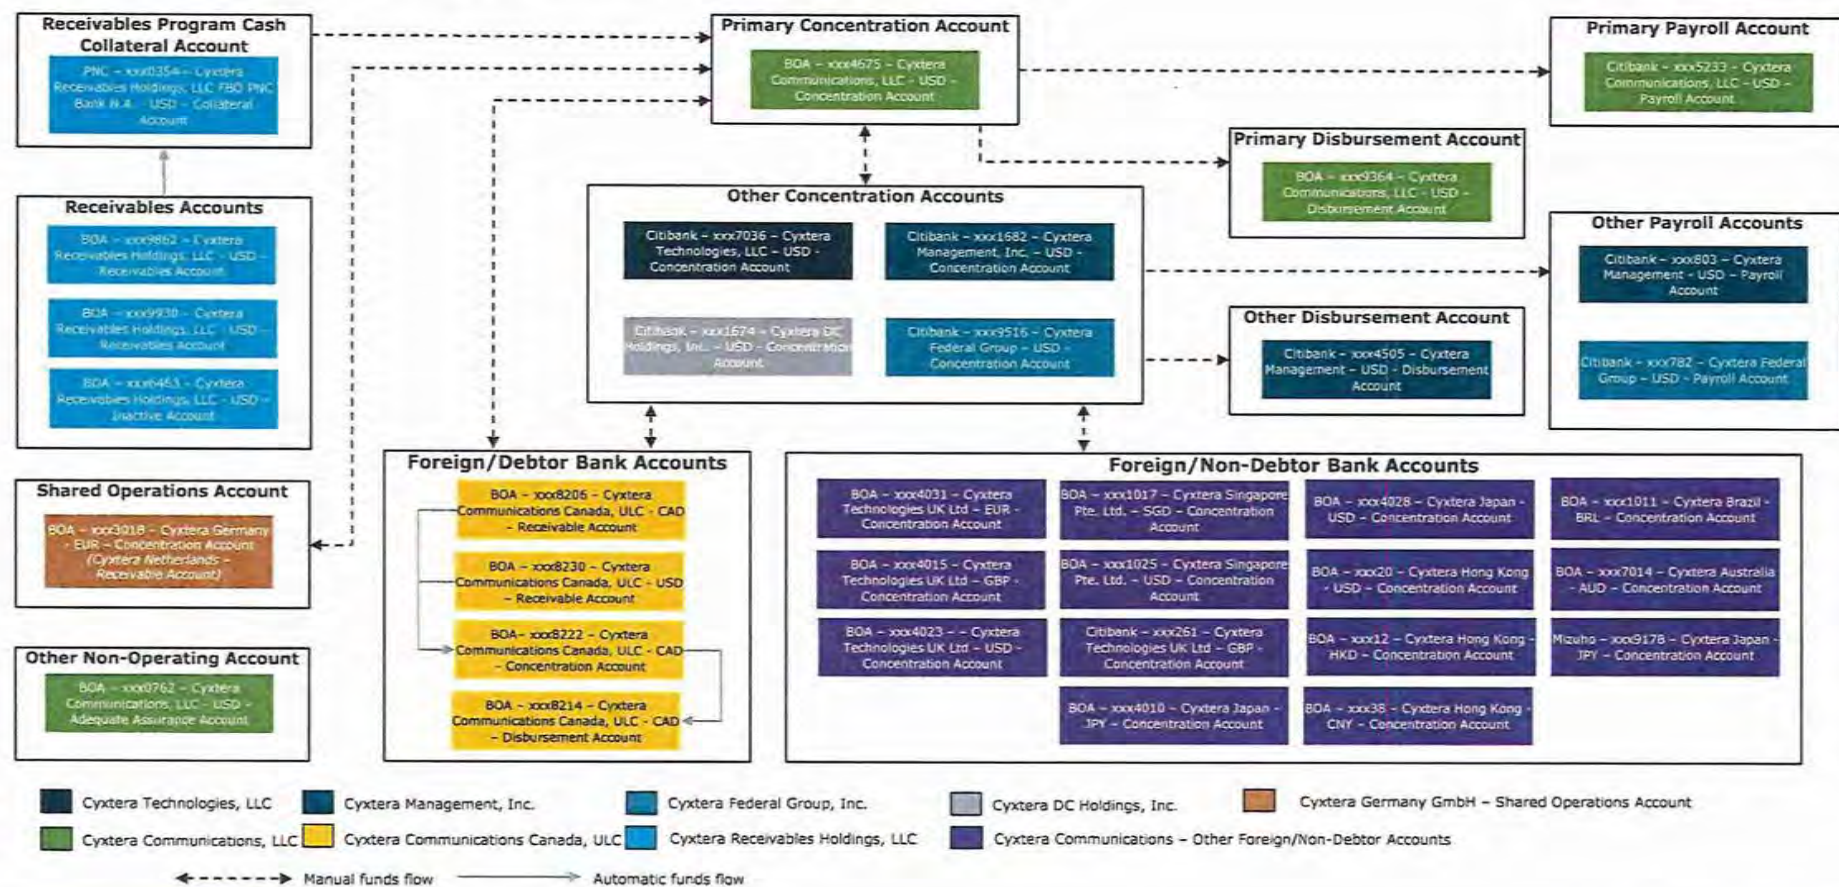 Receivables Program Cash
Collateral Account
PNC – xxx0354 – Cyxtera
Receivables Holdings, LLC FBO PNC
Bank N.A. - USD – Collateral
Account
Primary Concentration Account
BOA – xxx4675 – Cyxtera
Communications, LLC - USD -
Concentration Account
Primary Payroll Account
Citibank – xxx5233 – Cyxtera
Communications, LLC - USD -
Payroll Account
Primary Disbursement Account
BOA – xxx9364 – Cyxtera
Communications, LLC - USD –
Disbursement Account
Receivables Accounts
BOA – xxx9862 – Cyxtera
Receivables Holdings, LLC - USD –
Receivables Account
BOA – xxx9930 – Cyxtera
Receivables Holdings, LLC - USD –
Receivables Account
BOA – xxx6463 – Cyxtera
Receivables Holdings, LLC - USD –
Inactive Account
Other Concentration Accounts
Citibank – xxx7036 – Cyxtera
Technologies, LLC – USD -
Concentration Account
Citibank – xxx1682 – Cyxtera
Management, Inc. – USD -
Concentration Account
Citibank – xxx1674 – Cyxtera DC
Holdings, Inc. – USD - Concentration
Account
Citibank – xxx9516 – Cyxtera
Federal Group – USD -
Concentration Account
Other Payroll Accounts
Citibank – xxx803 – Cyxtera
Management - USD – Payroll
Account
Citibank – xxx782 – Cyxtera Federal
Group – USD - Payroll Account
Other Disbursement Account
Citibank – xxx4505 – Cyxtera
Management – USD - Disbursement
Account
Shared Operations Account
BOA – xxx3018 – Cyxtera Germany
- EUR – Concentration Account
(Cyxtera Netherlands –
Receivable Account)
Other Non-Operating Account
BOA – xxx0762 – Cyxtera
Communications, LLC – USD –
Adequate Assurance Account
Foreign/Debtor Bank Accounts
BOA – xxx8206 – Cyxtera
Communications Canada, ULC - CAD
– Receivable Account
BOA – xxx8230 – Cyxtera
Communications Canada, ULC - USD
– Receivable Account
BOA– xxx8222 – Cyxtera
Communications Canada, ULC - CAD
– Concentration Account
BOA – xxx8214 – Cyxtera
Communications Canada, ULC - CAD
– Disbursement Account
Foreign/Non-Debtor Bank Accounts
BOA – xxx4031 – Cyxtera
Technologies UK Ltd – EUR -
Concentration Account
BOA – xxx1017 – Cyxtera Singapore
Pte. Ltd. – SGD – Concentration
Account
BOA – xxx4028 – Cyxtera Japan -
USD – Concentration Account
BOA – xxx1011 – Cyxtera Brazil -
BRL – Concentration Account
BOA – xxx4015 – Cyxtera
Technologies UK Ltd – GBP -
Concentration Account
BOA – xxx1025 – Cyxtera Singapore
Pte. Ltd. – USD – Concentration
Account
BOA – xxx20 – Cyxtera Hong Kong
- USD – Concentration Account
BOA – xxx7014 – Cyxtera Australia
- AUD – Concentration Account
BOA – xxx4023 – – Cyxtera
Technologies UK Ltd – USD -
Concentration Account
Citibank – xxx261 – Cyxtera
Technologies UK Ltd – GBP -
Concentration Account
BOA – xxx12 – Cyxtera Hong Kong -
HKD – Concentration Account
Mizuho – xxx9178 – Cyxtera Japan -
JPY – Concentration Account
BOA – xxx4010 – Cyxtera Japan -
JPY – Concentration Account
BOA – xxx38 – Cyxtera Hong Kong -
CNY – Concentration Account
Cyxtera Technologies, LLC
Cyxtera Management, Inc.
Cyxtera Federal Group, Inc.
Cyxtera DC Holdings, Inc.
Cyxtera Germany GmbH – Shared Operations Account
Cyxtera Communications, LLC
Cyxtera Communications Canada, ULC
Cyxtera Receivables Holdings, LLC
Cyxtera Communications – Other Foreign/Non-Debtor Accounts
Manual funds flow
Automatic funds flow